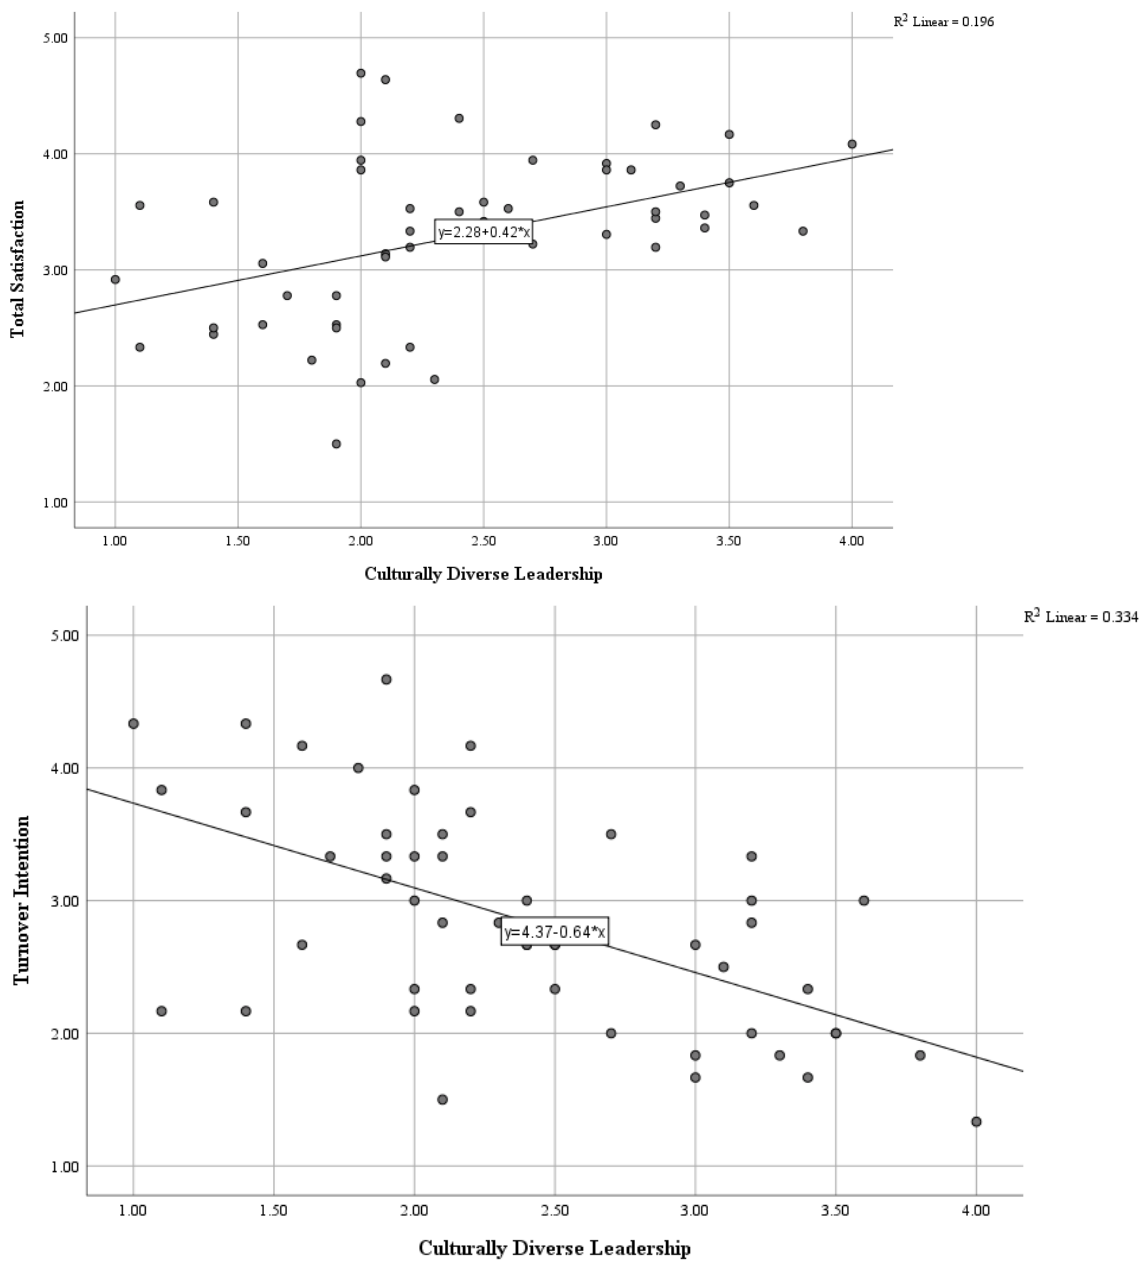 R² Linear = 0.196
5.00
4.00
3.00
2.00
1.00
Total Satisfaction
y=2.28+0.42*x
1.00 1.50 2.00 2.50 3.00 3.50 4.00
Culturally Diverse Leadership
R² Linear = 0.334
5.00
4.00
3.00
2.00
1.00
Turnover Intention
y=4.37-0.64*x
1.00 1.50 2.00 2.50 3.00 3.50 4.00
Culturally Diverse Leadership